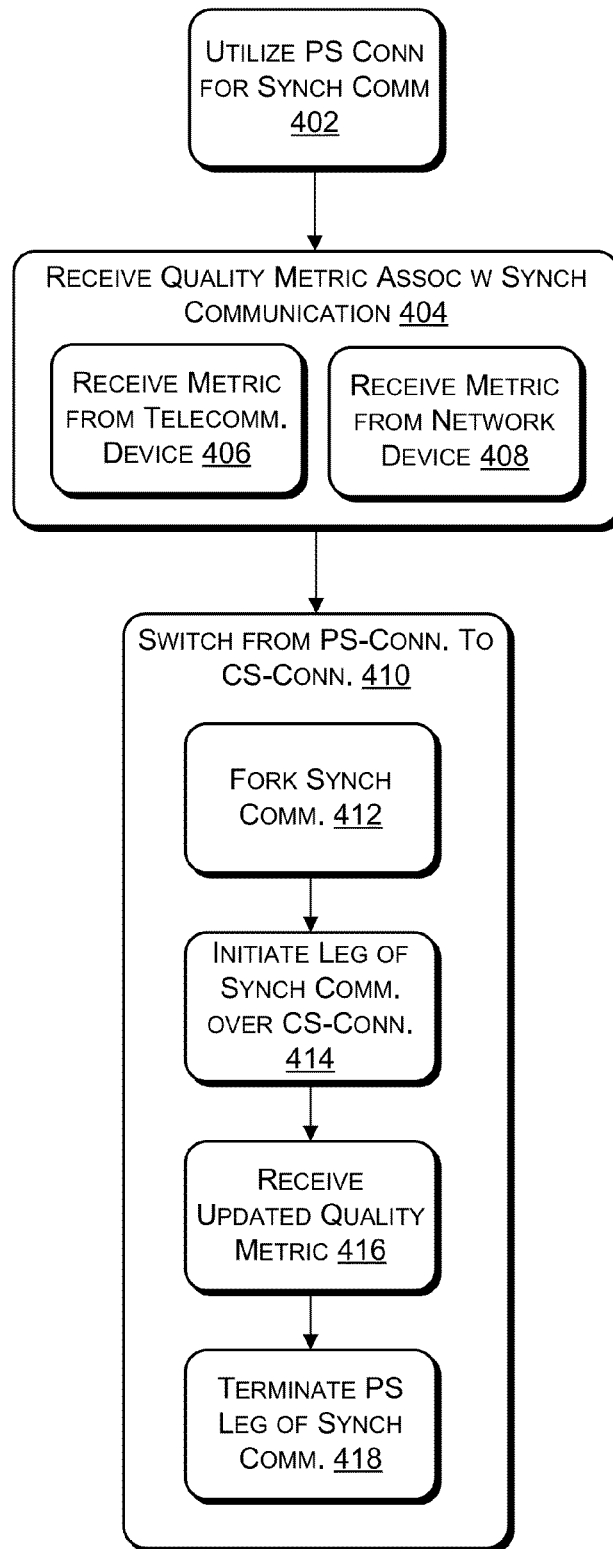 UTILIZE PS CONN
FOR SYNCH COMM
402
RECEIVE QUALITY METRIC ASSOC W SYNCH
COMMUNICATION 404
RECEIVE METRIC
FROM TELECOMM.
DEVICE 406
RECEIVE METRIC
FROM NETWORK
DEVICE 408
SWITCH FROM PS-CONN. TO
CS-CONN. 410
FORK SYNCH
COMM. 412
INITIATE LEG OF
SYNCH COMM.
OVER CS-CONN.
414
RECEIVE
UPDATED QUALITY
METRIC 416
TERMINATE PS
LEG OF SYNCH
COMM. 418